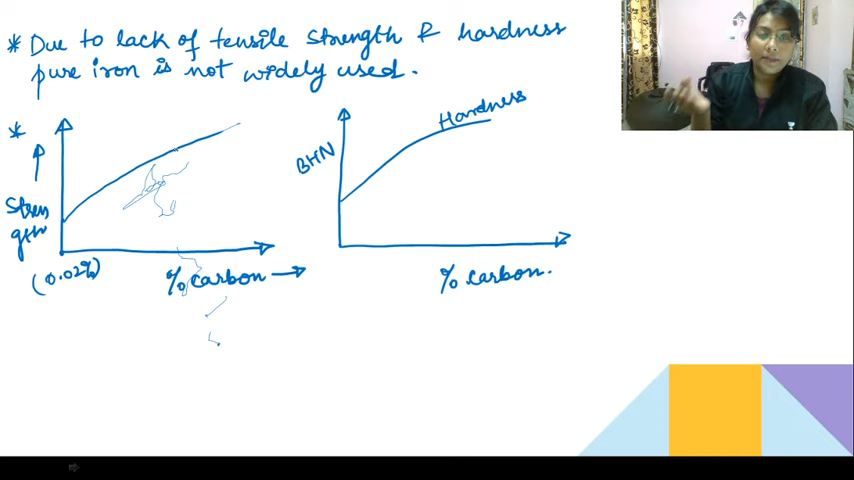 * Due to lack of tensile strength & hardness
pure iron is not widely used.
*
Stren
gth
(0.02%)
% carbon
BHN
Hardness
% carbon.